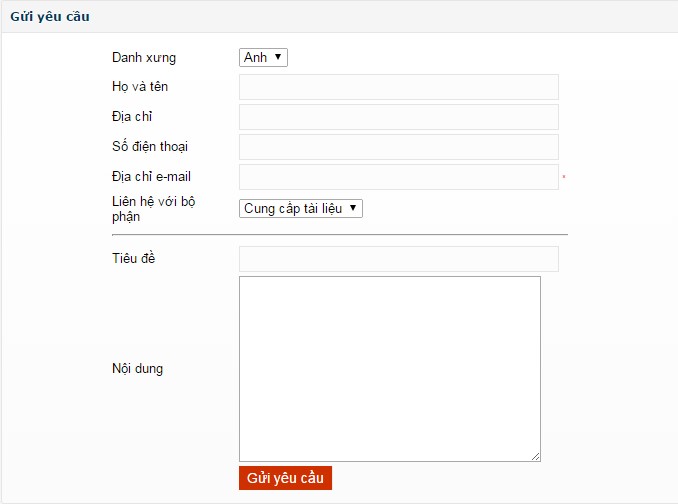 Gửi yêu cầu
Danh xưng Anh
Họ và tên
Địa chỉ
Số điện thoại
Địa chỉ e-mail *
Liên hệ với bộ
phận Cung cấp tài liệu
Tiêu đề
Nội dung
Gửi yêu cầu